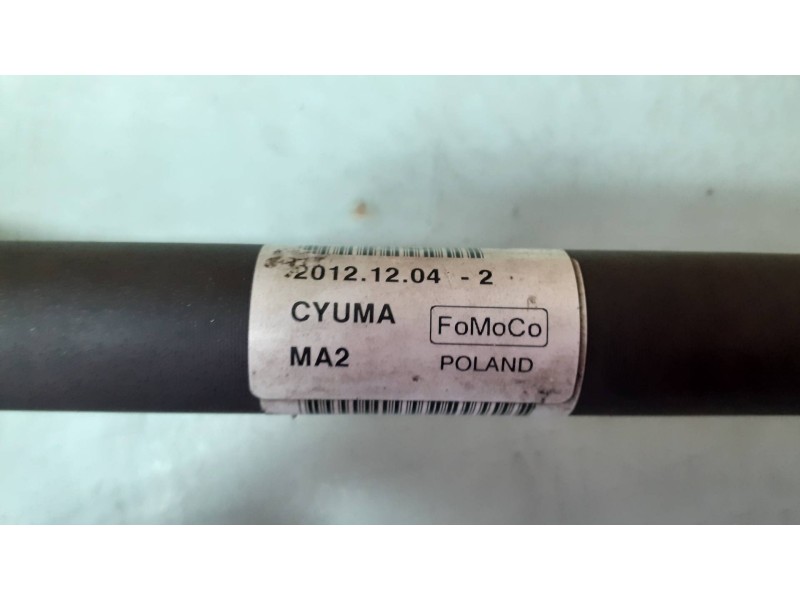 2012.12.04 - 2
CYUMA FoMoCo
MA2 POLAND